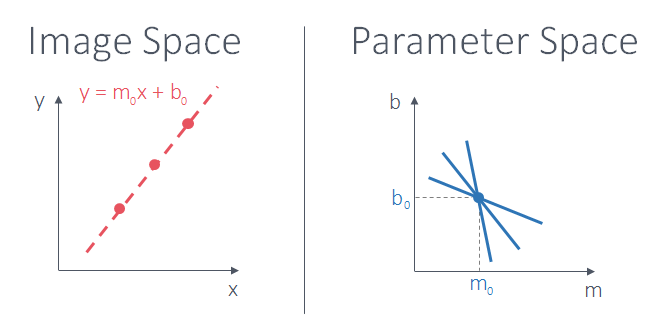 Image Space
y
y = m₀x + b₀
x
Parameter Space
b
b₀
m₀
m